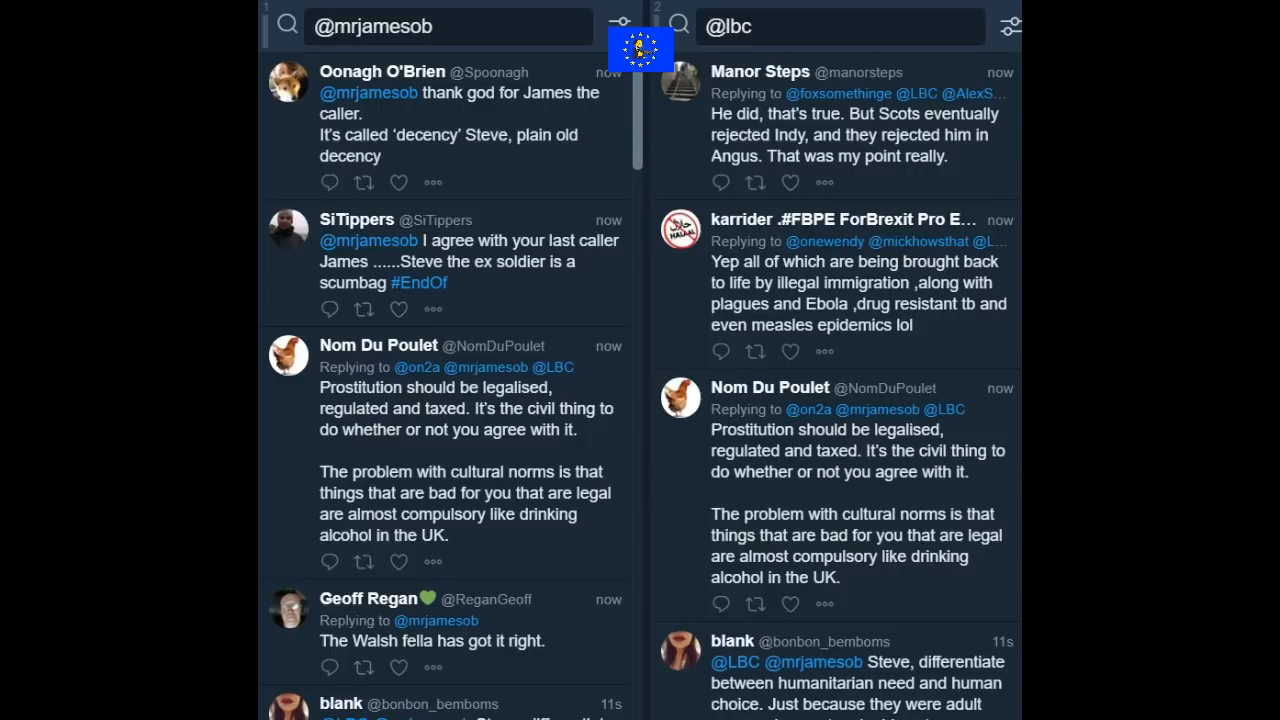 1
@mrjamesob
Oonagh O'Brien @Spoonagh now
@mrjamesob thank god for James the
caller.
It's called ‘decency’ Steve, plain old
decency
SiTippers @SiTippers now
@mrjamesob I agree with your last caller
James ......Steve the ex soldier is a
scumbag #EndOf
Nom Du Poulet @NomDuPoulet now
Replying to @on2a @mrjamesob @LBC
Prostitution should be legalised,
regulated and taxed. It's the civil thing to
do whether or not you agree with it.
The problem with cultural norms is that
things that are bad for you that are legal
are almost compulsory like drinking
alcohol in the UK.
Geoff Regan💚 @ReganGeoff now
Replying to @mrjamesob
The Walsh fella has got it right.
blank @bonbon_bemboms 11s
2
@lbc
Manor Steps @manorsteps now
Replying to @foxsomethinge @LBC @AlexS...
He did, that's true. But Scots eventually
rejected Indy, and they rejected him in
Angus. That was my point really.
karrider .#FBPE ForBrexit Pro E... now
Replying to @onewendy @mickhowsthat @L...
Yep all of which are being brought back
to life by illegal immigration ,along with
plagues and Ebola ,drug resistant tb and
even measles epidemics lol
Nom Du Poulet @NomDuPoulet now
Replying to @on2a @mrjamesob @LBC
Prostitution should be legalised,
regulated and taxed. It's the civil thing to
do whether or not you agree with it.
The problem with cultural norms is that
things that are bad for you that are legal
are almost compulsory like drinking
alcohol in the UK.
blank @bonbon_bemboms 11s
@LBC @mrjamesob Steve, differentiate
between humanitarian need and human
choice. Just because they were adult